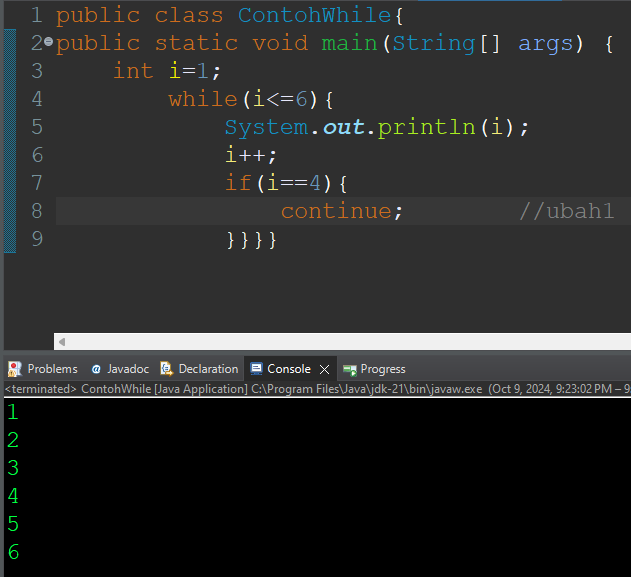 1 public class ContohWhile{
2 public static void main(String[] args) {
3     int i=1;
4         while(i<=6){
5             System.out.println(i);
6             i++;
7             if(i==4){
8                 continue;        //ubah1
9             }}}}
Problems @ Javadoc Declaration Console Progress
<terminated> ContohWhile [Java Application] C:\Program Files\Java\jdk-21\bin\javaw.exe (Oct 9, 2024, 9:23:02 PM – 9:
1
2
3
4
5
6